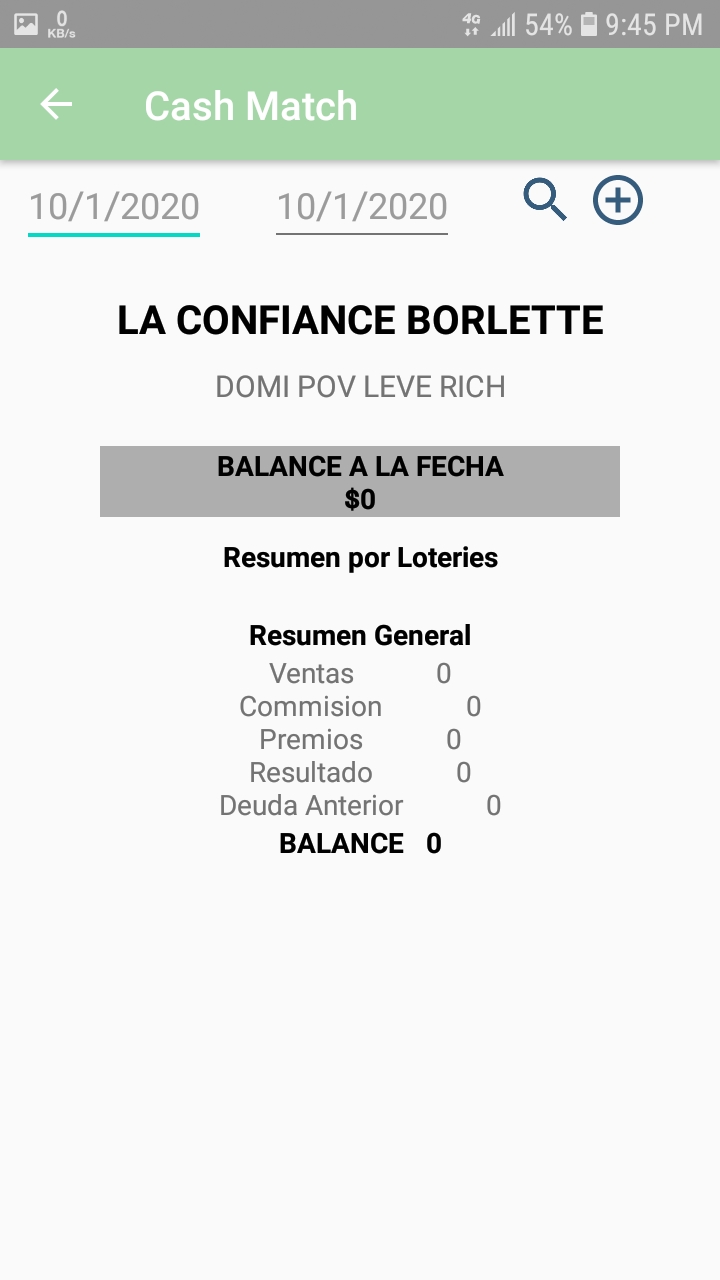 0
KB/s
4G 54% 9:45 PM
Cash Match
10/1/2020 10/1/2020
LA CONFIANCE BORLETTE
DOMI POV LEVE RICH
BALANCE A LA FECHA
$0
Resumen por Loteries
Resumen General
Ventas 0
Commision 0
Premios 0
Resultado 0
Deuda Anterior 0
BALANCE 0